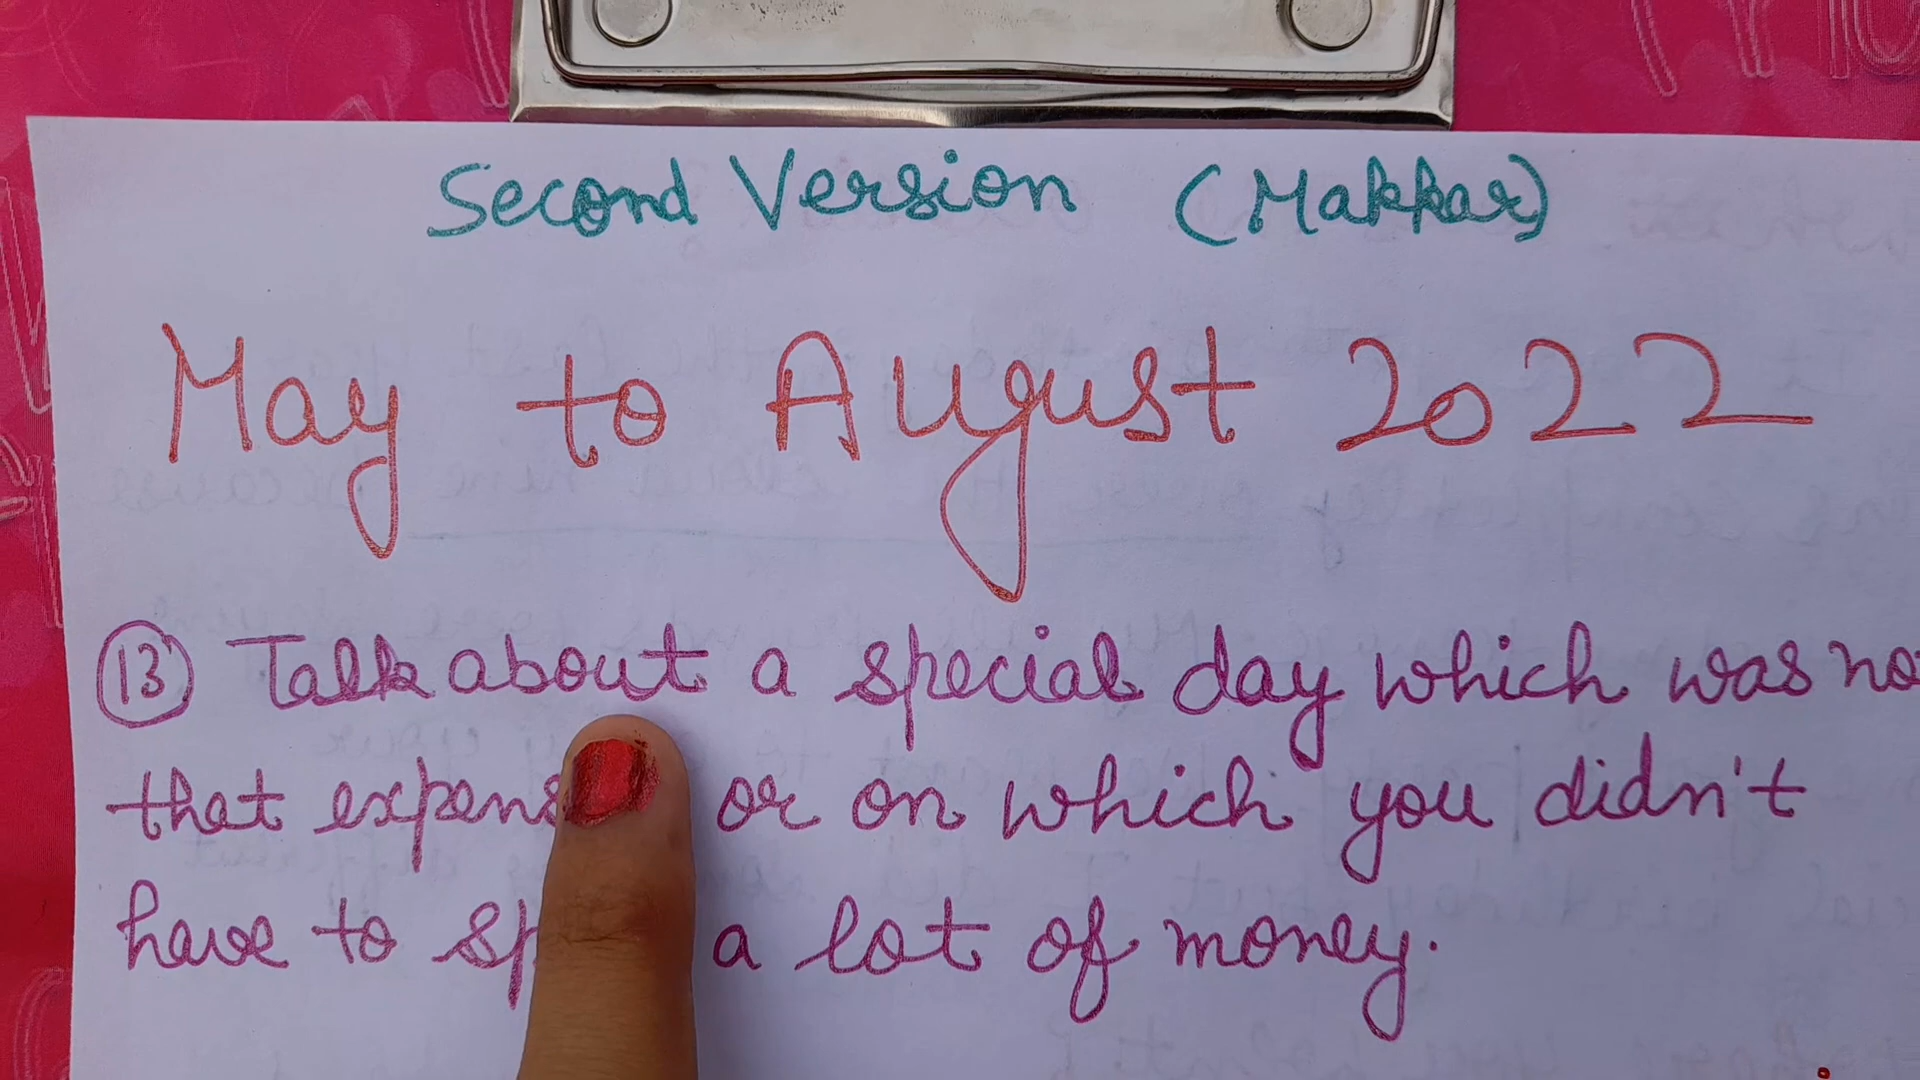 Second Version (Makkar)
May to August 2022
13 Talk about a special day which was
that or on which you didn't
have to a lot of money.